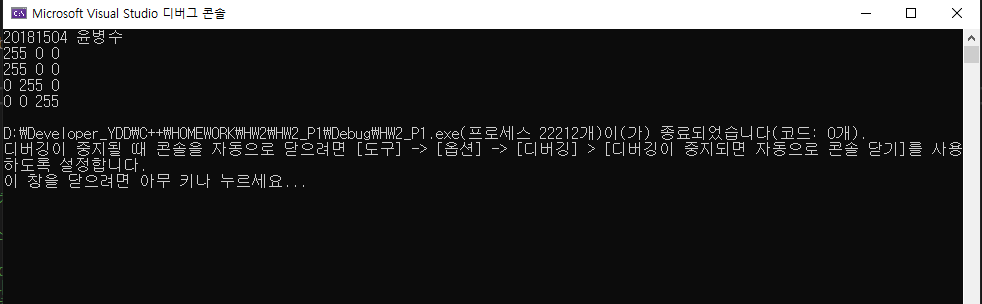 Microsoft Visual Studio 디버그 콘솔
20181504 윤병수
255 0 0
255 0 0
0 255 0
0 0 255
D:₩Developer_YDD₩C++₩HOMEWORK₩HW2₩HW2_P1₩Debug₩HW2_P1.exe(프로세스 22212개)이(가) 종료되었습니다(코드: 0개).
디버깅이 중지될 때 콘솔을 자동으로 닫으려면 [도구] -> [옵션] -> [디버깅] > [디버깅이 중지되면 자동으로 콘솔 닫기]를 사용
하도록 설정합니다.
이 창을 닫으려면 아무 키나 누르세요...